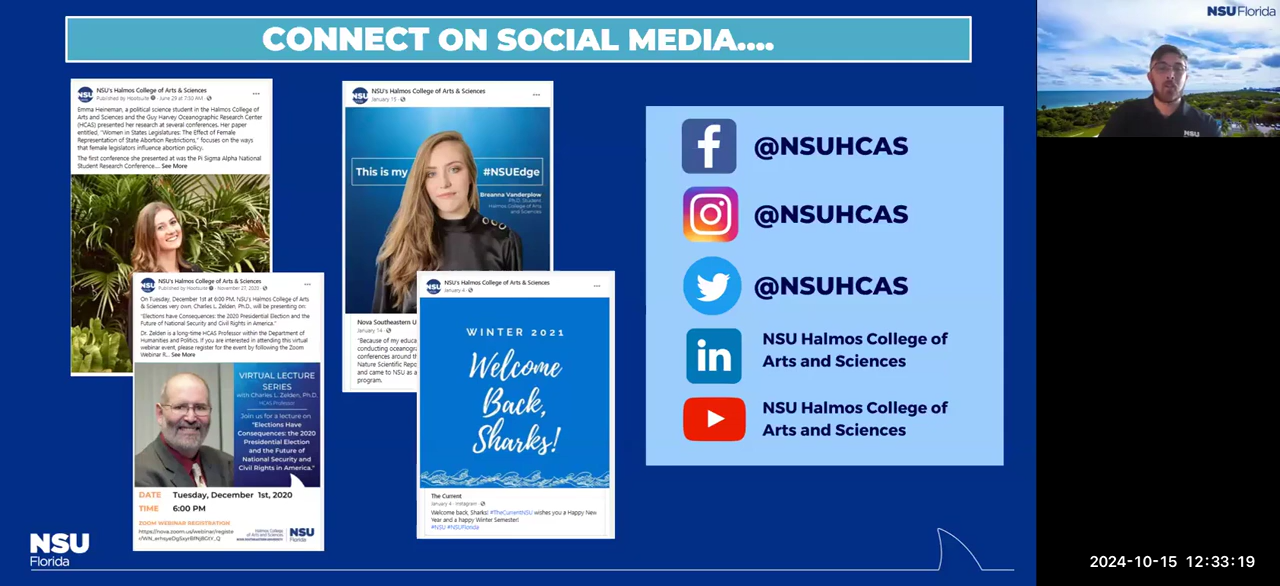 CONNECT ON SOCIAL MEDIA....
NSU's Halmos College of Arts & Sciences
Published by Hootsuite · June 29 at 7:50 AM
Emma Heineman, a political science student in the Halmos College of
Arts and Sciences and the Guy Harvey Oceanographic Research Center
(HCAS) presented her research at several conferences. Her paper
entitled, "Women in States Legislatures: The Effect of Female
Representation of State Abortion Restrictions," focuses on the ways
that female legislators influence abortion policy.
The first conference she presented at was the Pi Sigma Alpha National
Student Research Conference.... See More
NSU's Halmos College of Arts & Sciences
Published by Hootsuite · November 23, 2020
On Tuesday, December 1st at 6:00 PM, NSU's Halmos College of Arts
& Sciences very own, Charles L. Zelden, Ph.D., will be presenting on:
"Elections have Consequences: the 2020 Presidential Election and the
Future of National Security and Civil Rights in America."
Dr. Zelden is a long-time HCAS Professor within the Department of
Humanities and Politics. If you are interested in attending this virtual
webinar event, please register for the event by following the Zoom
Webinar R... See More
VIRTUAL LECTURE
SERIES
with Charles L. Zelden, Ph.D.
HCAS Professor
Join us for a lecture on
"Elections Have
Consequences: the 2020
Presidential Election
and the Future of
National Security and
Civil Rights in America."
DATE Tuesday, December 1st, 2020
TIME 6:00 PM
ZOOM WEBINAR REGISTRATION
https://nova.zoom.us/webinar/registe
Halmos College
of Arts and Sciences
NSU
Florida
NSU's Halmos College of Arts & Sciences
January 15
This is my #NSUEdge
Breanna Vanderplow
Ph.D. Student
Halmos College of Arts
and Sciences
Nova Southeastern U
January 14
"Because of my educa
conducting oceanogra
conferences around th
Nature Scientific Repo
and came to NSU as
program.
NSU's Halmos College of Arts & Sciences
January 4
WINTER 2021
Welcome
Back,
Sharks!
The Current
January 4 · Instagram
Welcome back, Sharks! #TheCurrentNSU wishes you a Happy New
Year and a happy Winter Semester!
#NSU #NSUFlorida
@NSUHCAS
@NSUHCAS
@NSUHCAS
NSU Halmos College of
Arts and Sciences
NSU Halmos College of
Arts and Sciences
NSU
Florida
NSU Florida
NSU
2024-10-15 12:33:19